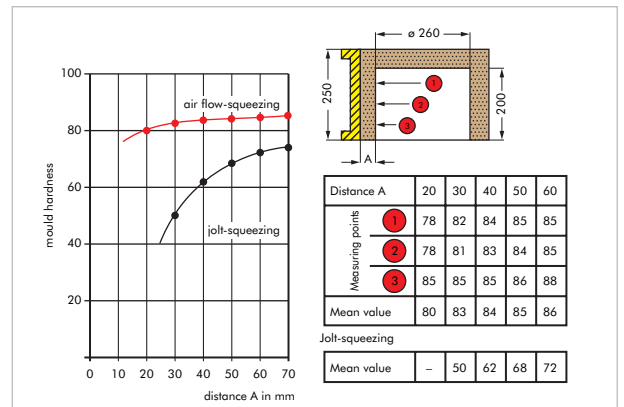 100
80
60
40
20
mould hardness
air flow-squeezing
jolt-squeezing
0 10 20 30 40 50 60 70
distance A in mm
ø 260
250
200
1
2
3
A
Distance A 20 30 40 50 60
Measuring points
1 78 82 84 85 85
2 78 81 83 84 85
3 85 85 85 86 88
Mean value 80 83 84 85 86
Jolt-squeezing
Mean value – 50 62 68 72